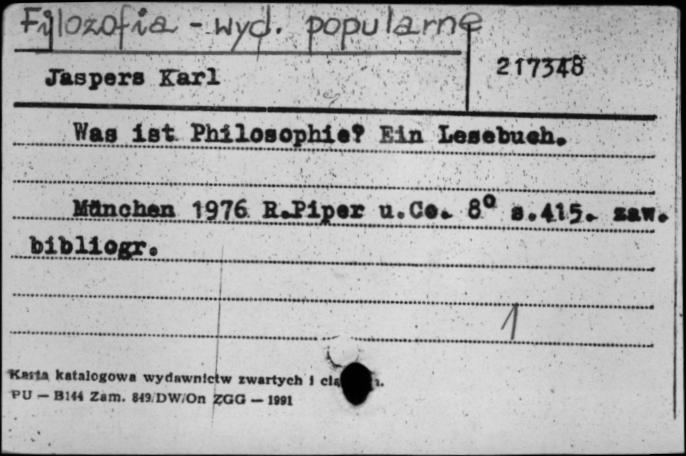 Filozofia - wyd. popularne
Jaspers Karl
217348
Was ist Philosophie? Ein Lesebuch.
München 1976 R.Piper u.Co. 8º s.415. zaw.
bibliogr.
1
Karta katalogowa wydawnictw zwartych i
PU — B144 Zam. 849/DW/On ZGG — 1991